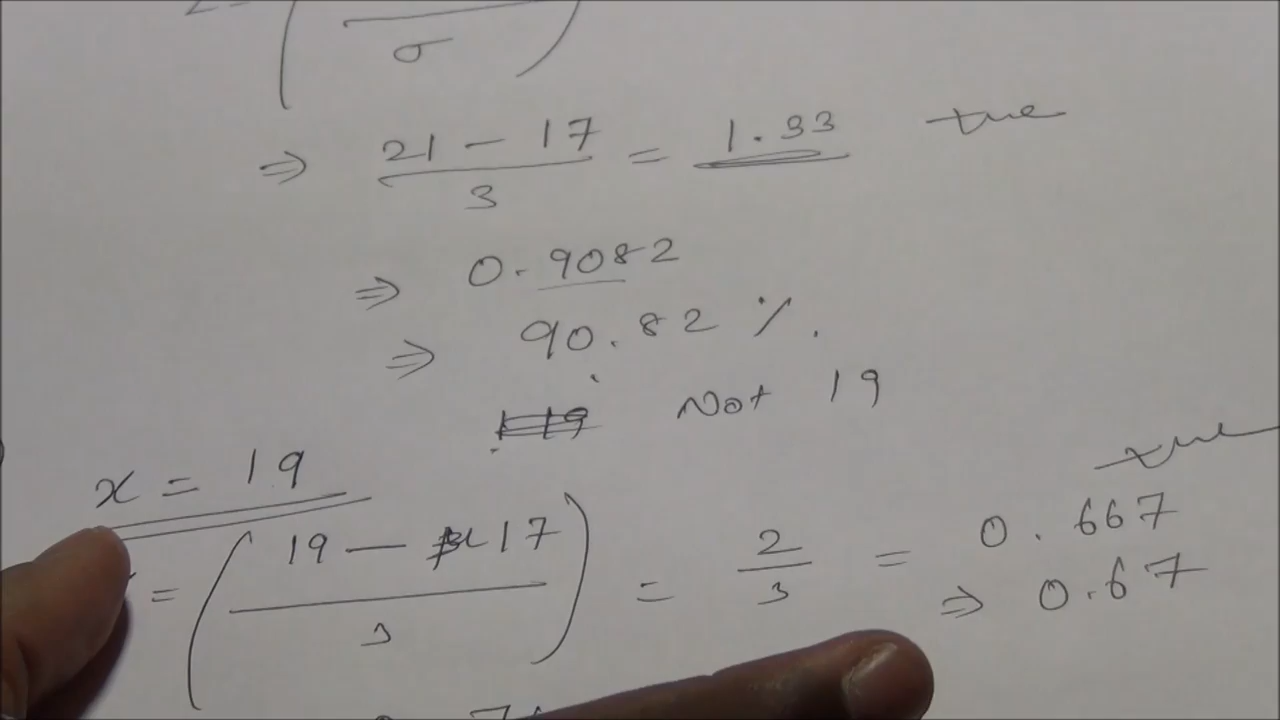 σ
⇒ 21 - 17 / 3 = 1.33 +ve
⇒ 0.9082
⇒ 90.82 %.
Not 19
x = 19
= (19 — 17 / 3) = 2/3 = 0.667 +ve
⇒ 0.67